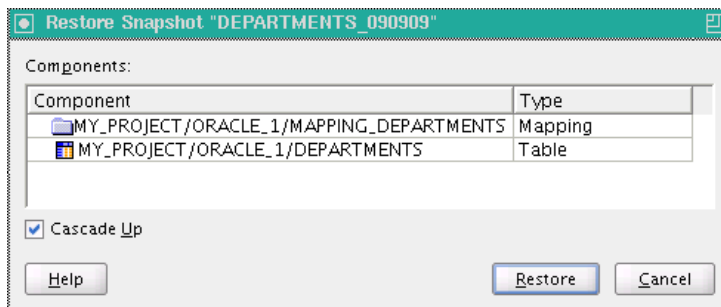 Restore Snapshot "DEPARTMENTS_090909"
Components:
Component Type
MY_PROJECT/ORACLE_1/MAPPING_DEPARTMENTS Mapping
MY_PROJECT/ORACLE_1/DEPARTMENTS Table
Cascade Up
Help Restore Cancel